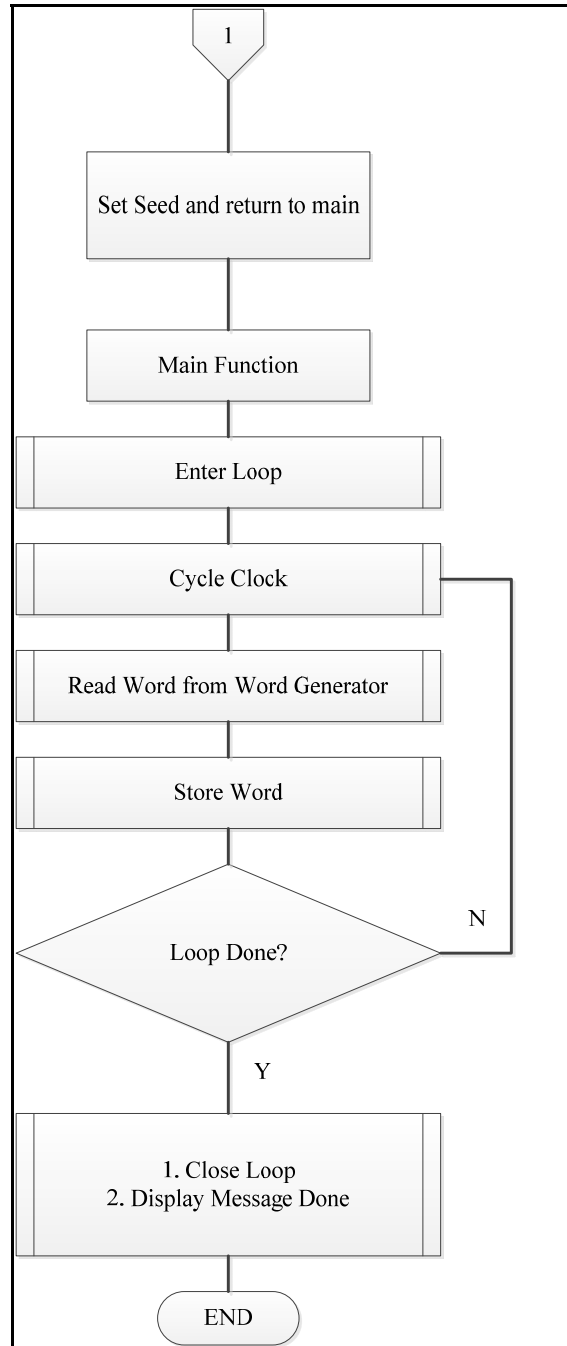 1
Set Seed and return to main
Main Function
Enter Loop
Cycle Clock
Read Word from Word Generator
Store Word
Loop Done?
N
Y
1. Close Loop
2. Display Message Done
END